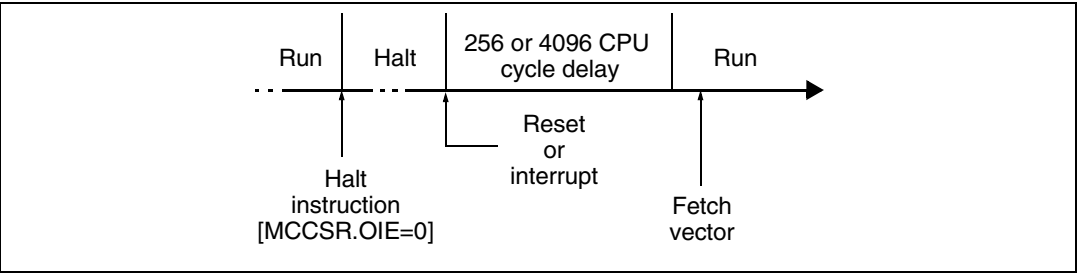 Run
Halt
256 or 4096 CPU
cycle delay
Run
Reset
or
interrupt
Halt
instruction
[MCCSR.OIE=0]
Fetch
vector